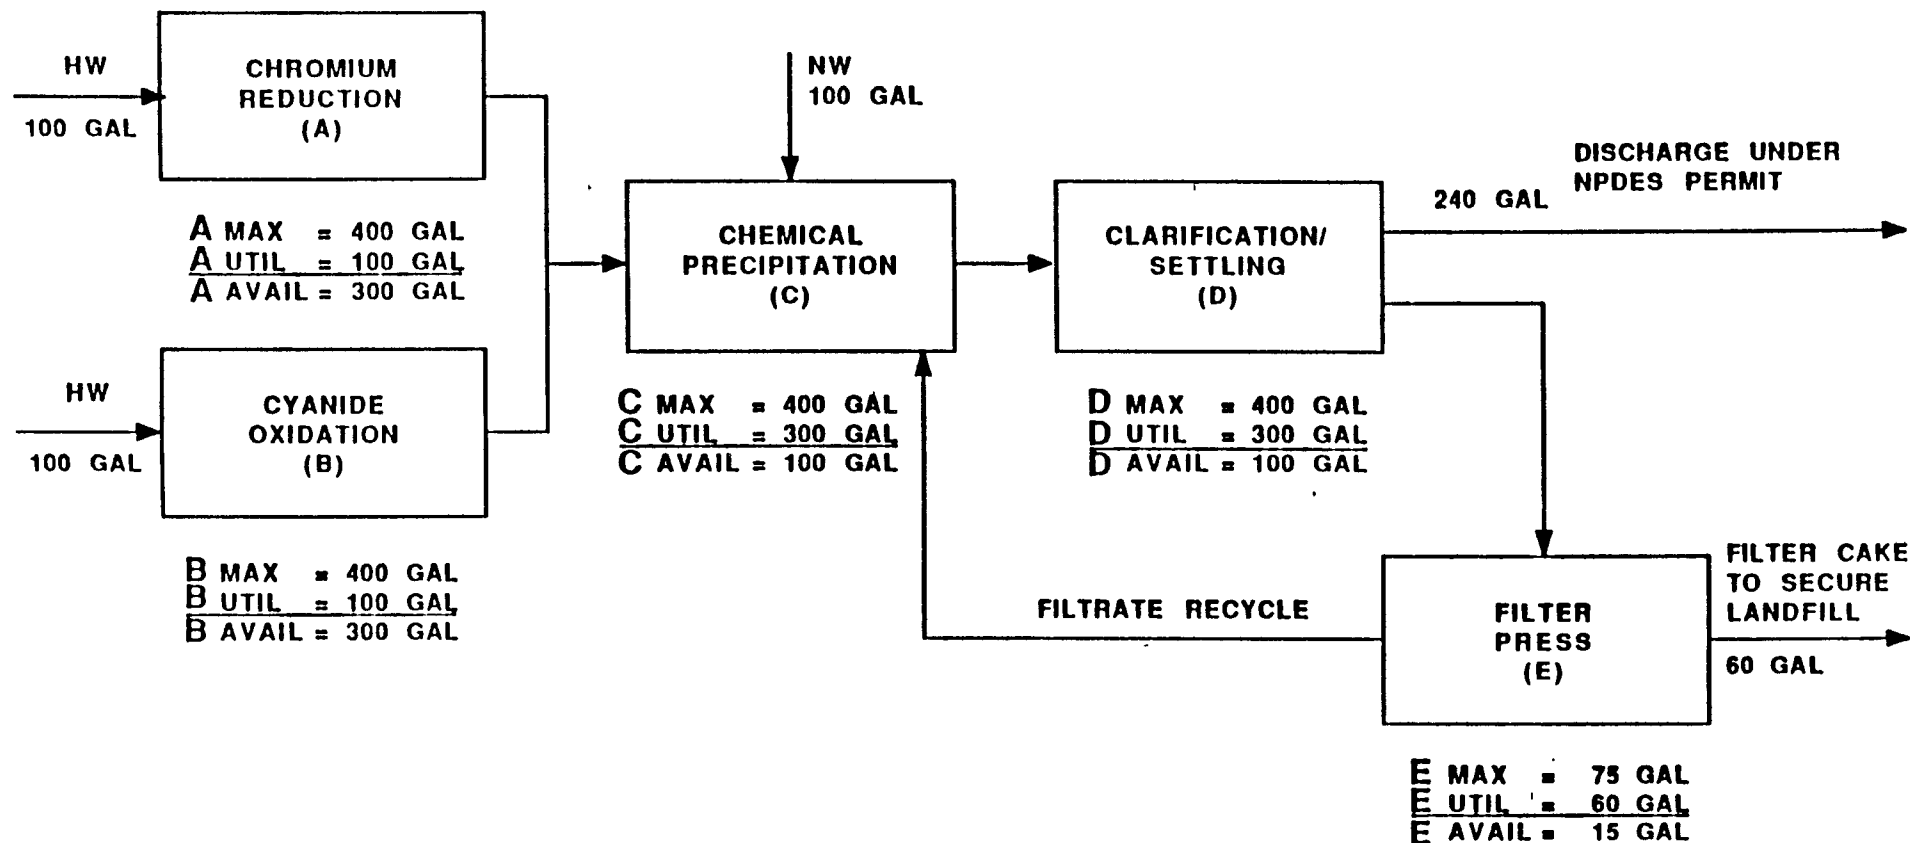 HW
100 GAL
CHROMIUM
REDUCTION
(A)
A MAX = 400 GAL
A UTIL = 100 GAL
A AVAIL = 300 GAL
HW
100 GAL
CYANIDE
OXIDATION
(B)
B MAX = 400 GAL
B UTIL = 100 GAL
B AVAIL = 300 GAL
NW
100 GAL
CHEMICAL
PRECIPITATION
(C)
C MAX = 400 GAL
C UTIL = 300 GAL
C AVAIL = 100 GAL
CLARIFICATION/
SETTLING
(D)
D MAX = 400 GAL
D UTIL = 300 GAL
D AVAIL = 100 GAL
DISCHARGE UNDER
NPDES PERMIT
240 GAL
FILTRATE RECYCLE
FILTER
PRESS
(E)
FILTER CAKE
TO SECURE
LANDFILL
60 GAL
E MAX = 75 GAL
E UTIL = 60 GAL
E AVAIL = 15 GAL